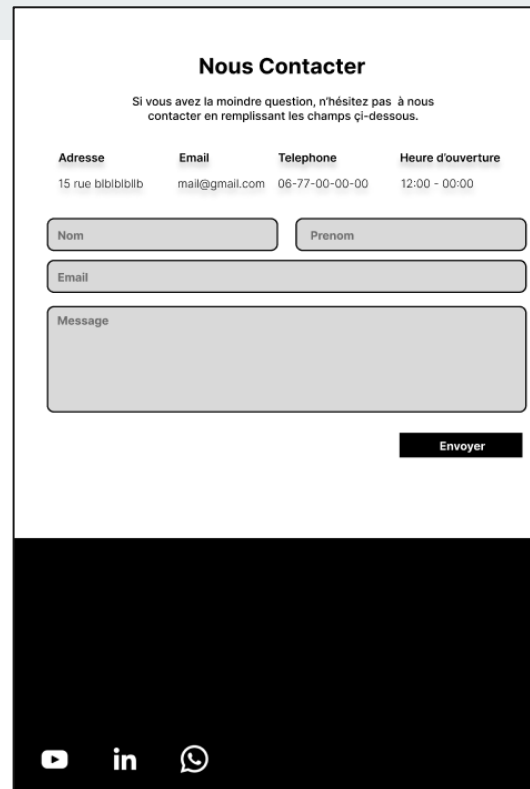 Nous Contacter
Si vous avez la moindre question, n'hésitez pas à nous
contacter en remplissant les champs çi-dessous.
Adresse Email Telephone Heure d'ouverture
15 rue blblblbllb mail@gmail.com 06-77-00-00-00 12:00 - 00:00
Nom Prenom
Email
Message
Envoyer
in